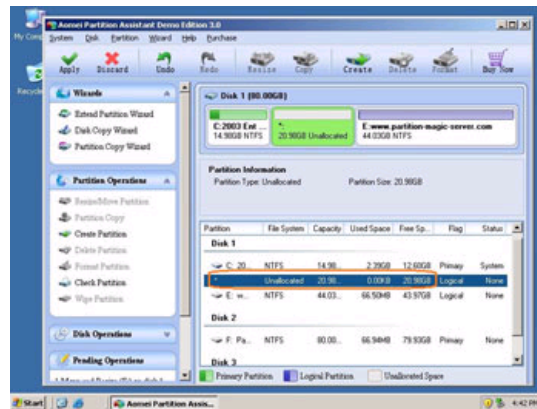 Aomei Partition Assistant Demo Edition 3.0
My Comp
System Disk Partition Wizard Help Purchase
Apply Discard Undo Redo Resize Copy Create Delete Format Buy Now
Recycle
Wizards
Extend Partition Wizard
Disk Copy Wizard
Partition Copy Wizard
Partition Operations
Resize/Move Partition
Partition Copy
Create Partition
Delete Partition
Format Partition
Check Partition
Wipe Partition
Disk Operations
Pending Operations
Disk 1 (80.00GB)
C:2003 Ent ...
14.98GB NTFS
*:
20.98GB Unallocated
E:www.partition-magic-server.com
44.03GB NTFS
Partition Information
Partition Type: Unallocated Partition Size: 20.98GB
Partition File System Capacity Used Space Free Sp... Flag Status
Disk 1
C: 20... NTFS 14.98... 2.39GB 12.60GB Primary System
* Unallocated 20.98... 0.00KB 20.98GB Logical None
E: w... NTFS 44.03... 66.50MB 43.97GB Logical None
Disk 2
F: Pa... NTFS 80.00... 66.94MB 79.93GB Primary None
Disk 3
Primary Partition Logical Partition Unallocated Space
Start Aomei Partition Assis... 4:42 PM